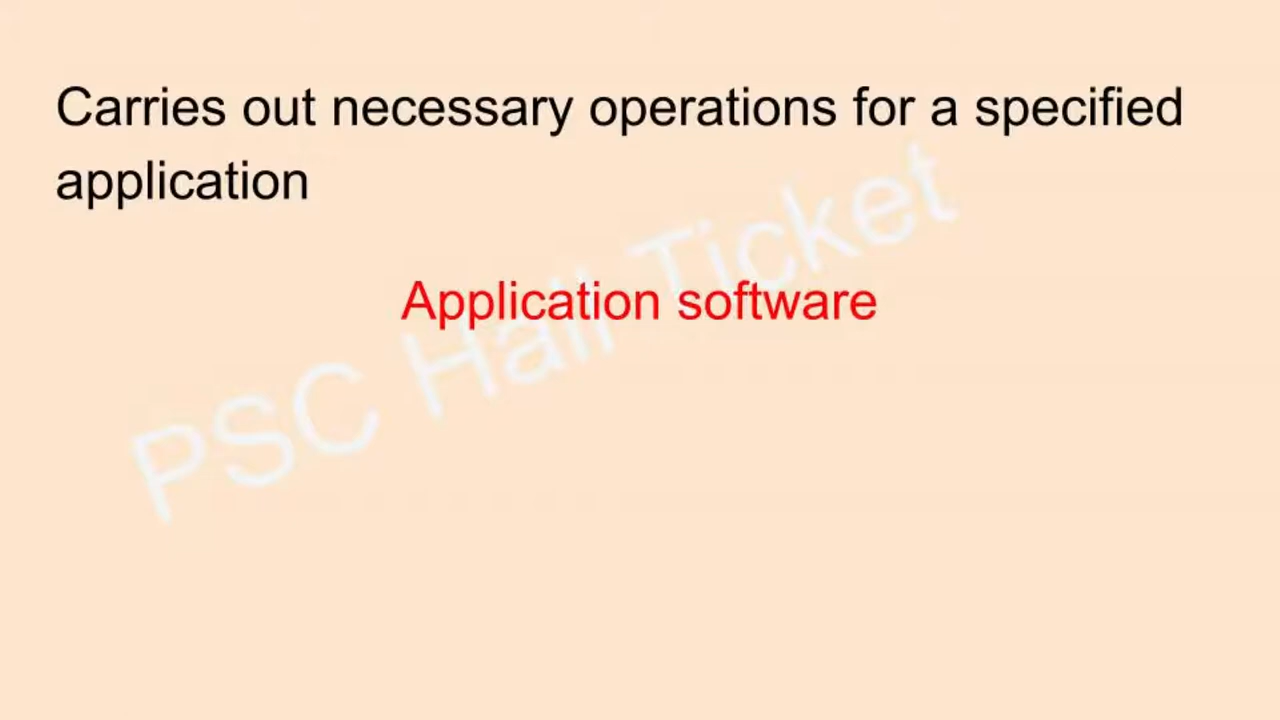 Carries out necessary operations for a specified
application
Application software
PSC Hall Ticket